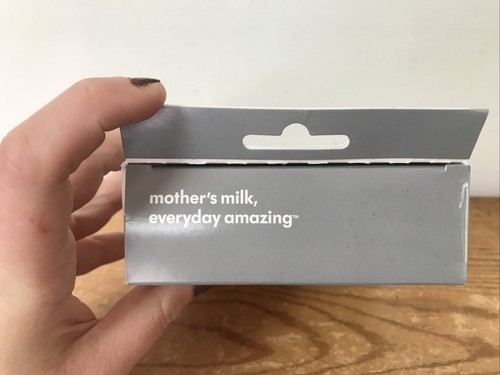 mother's milk,
everyday amazing™